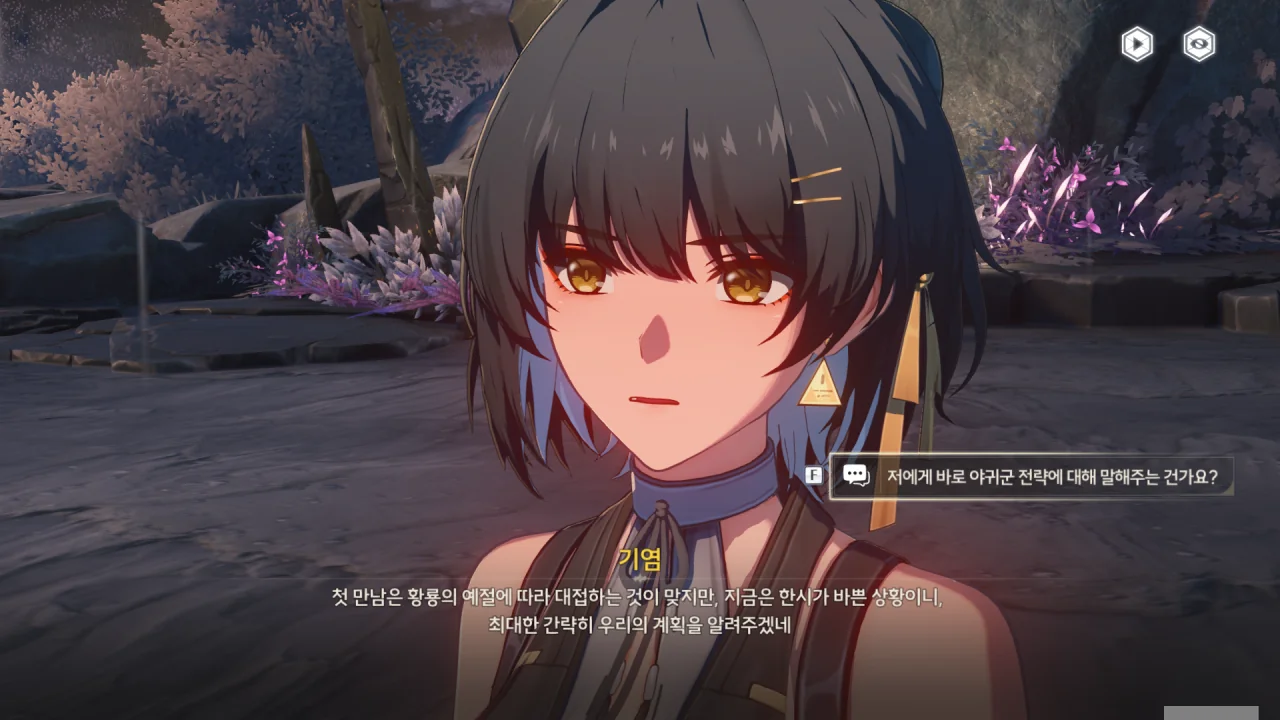 F
저에게 바로 야귀군 전략에 대해 말해주는 건가요?
기염
첫 만남은 황룡의 예절에 따라 대접하는 것이 맞지만, 지금은 한시가 바쁜 상황이니,
최대한 간략히 우리의 계획을 알려주겠네